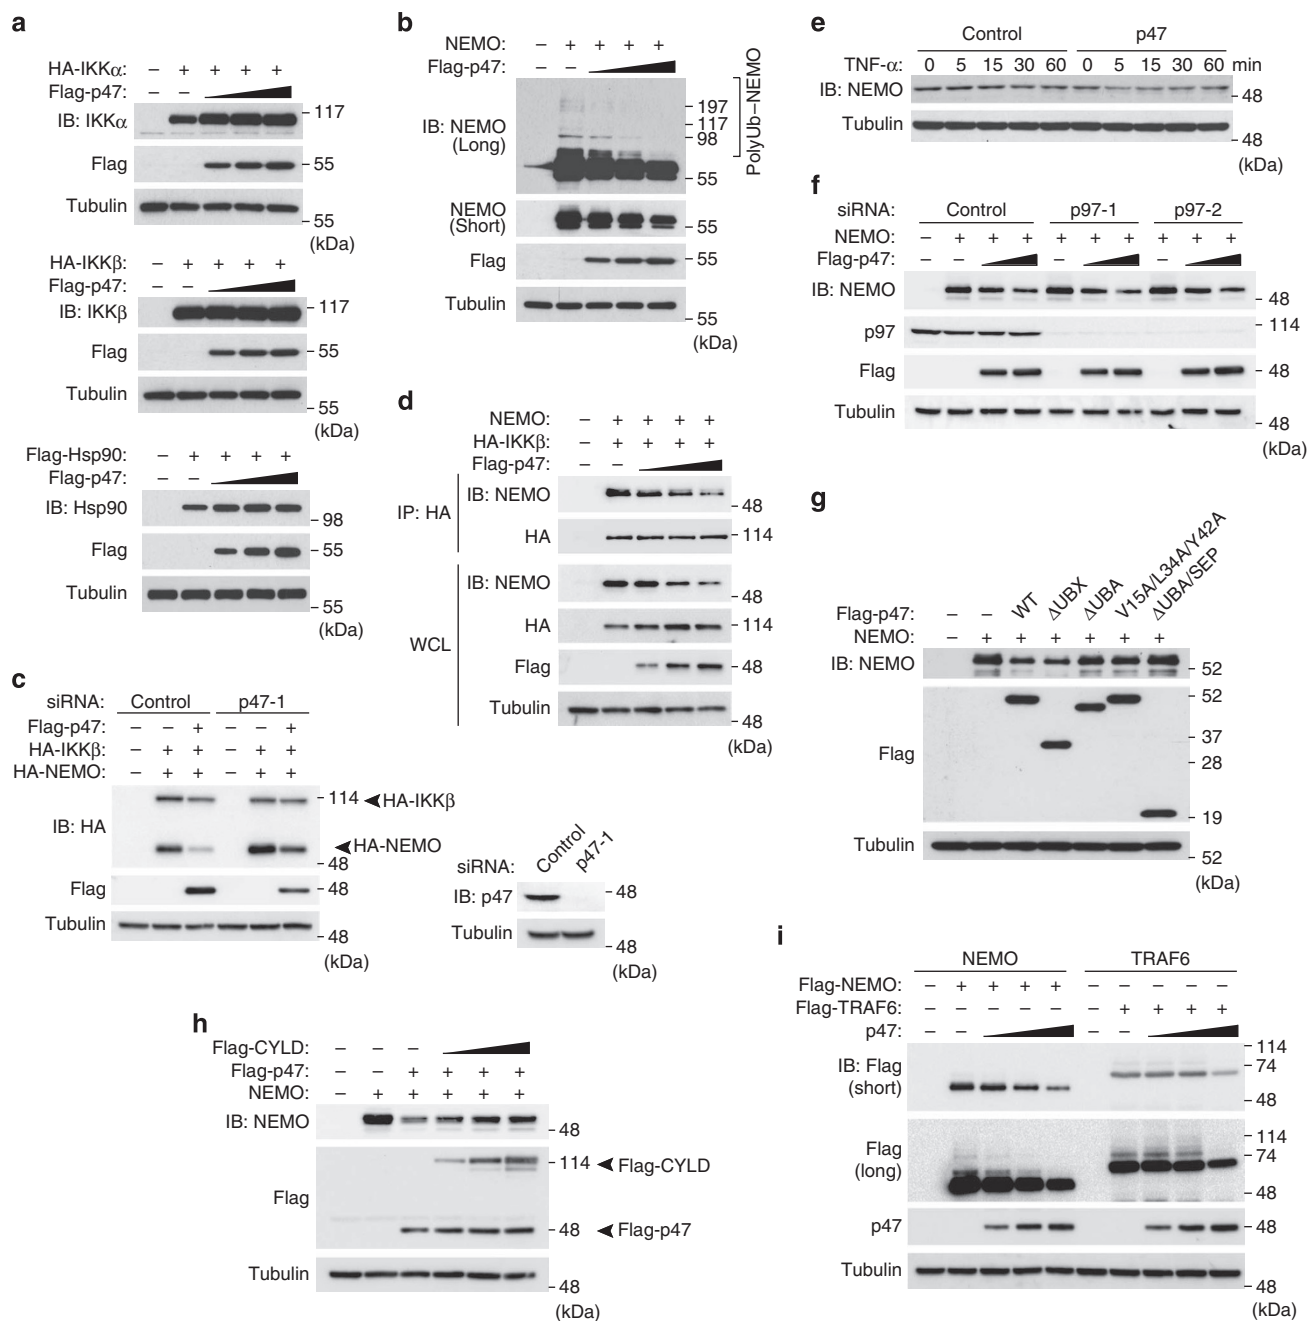 a
HA-IKKα: – + + + +
Flag-p47: – –
IB: IKKα
117
Flag
55
Tubulin
55
(kDa)
HA-IKKβ: – + + + +
Flag-p47: – –
IB: IKKβ
117
Flag
55
Tubulin
55
(kDa)
Flag-Hsp90: – + + + +
Flag-p47: – –
IB: Hsp90
98
Flag
55
Tubulin
55
(kDa)
b
NEMO: – + + + +
Flag-p47: – –
IB: NEMO
(Long)
197
117
98
55
PolyUb–NEMO
NEMO
(Short)
55
Flag
55
Tubulin
55
(kDa)
c
siRNA: Control p47-1
Flag-p47: – – + – – +
HA-IKKβ: – + + – + +
HA-NEMO: – + + – + +
IB: HA
114
HA-IKKβ
HA-NEMO
48
Flag
48
Tubulin
48
(kDa)
siRNA: Control p47-1
IB: p47
48
Tubulin
48
(kDa)
d
NEMO: – + + + +
HA-IKKβ: – + + + +
Flag-p47: – –
IP: HA
IB: NEMO
48
HA
114
WCL
IB: NEMO
48
HA
114
Flag
48
Tubulin
48
(kDa)
e
Control p47
TNF-α: 0 5 15 30 60 0 5 15 30 60 min
IB: NEMO
48
Tubulin
48
(kDa)
f
siRNA: Control p97-1 p97-2
NEMO: – + + + + + + + + +
Flag-p47: – – – –
IB: NEMO
48
p97
114
Flag
48
Tubulin
48
(kDa)
g
Flag-p47: – – WT ΔUBX ΔUBA V15A/L34A/Y42A ΔUBA/SEP
NEMO: – + + + + + +
IB: NEMO
52
Flag
52
37
28
19
Tubulin
52
(kDa)
h
Flag-CYLD: – – –
Flag-p47: – – + + + +
NEMO: – + + + + +
IB: NEMO
48
Flag
114
Flag-CYLD
48
Flag-p47
Tubulin
48
(kDa)
i
NEMO TRAF6
Flag-NEMO: – + + + + – – – – –
Flag-TRAF6: – – – – – – + + + +
p47: – – – –
IB: Flag
(short)
114
74
48
Flag
(long)
114
74
48
p47
48
Tubulin
48
(kDa)